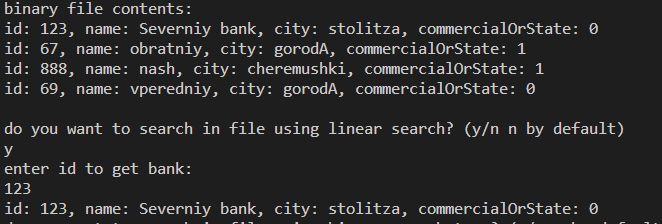 binary file contents:
id: 123, name: Severniy bank, city: stolitza, commercialOrState: 0
id: 67, name: obratniy, city: gorodA, commercialOrState: 1
id: 888, name: nash, city: cheremushki, commercialOrState: 1
id: 69, name: vperedniy, city: gorodA, commercialOrState: 0
do you want to search in file using linear search? (y/n n by default)
y
enter id to get bank:
123
id: 123, name: Severniy bank, city: stolitza, commercialOrState: 0